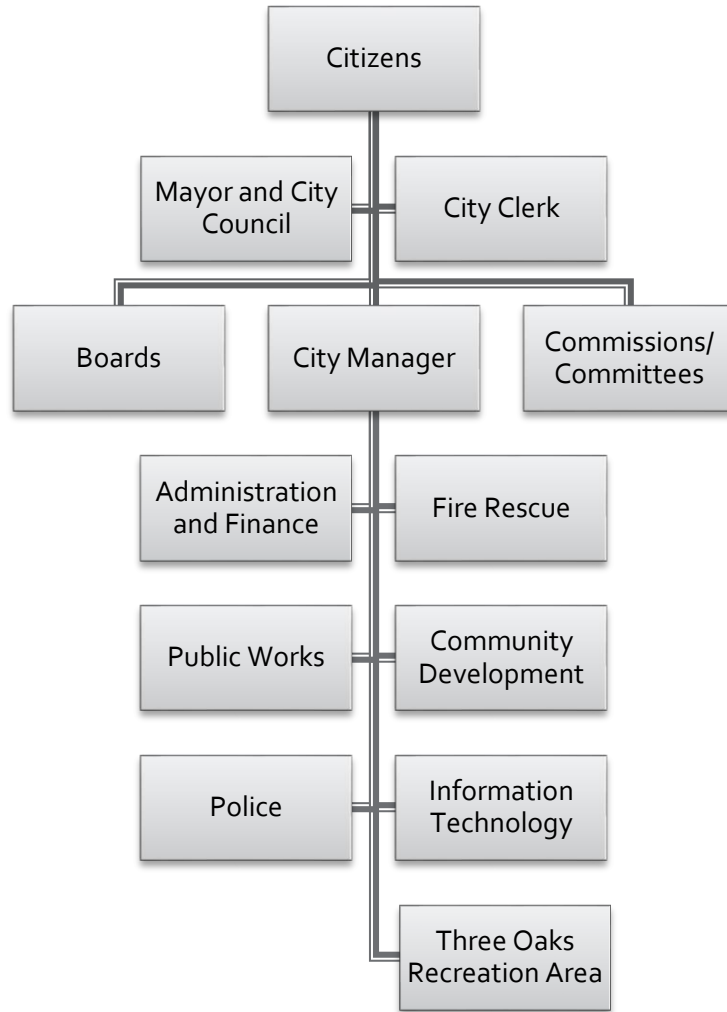 Citizens
Mayor and City
Council
City Clerk
Boards
City Manager
Commissions/
Committees
Administration
and Finance
Fire Rescue
Public Works
Community
Development
Police
Information
Technology
Three Oaks
Recreation Area